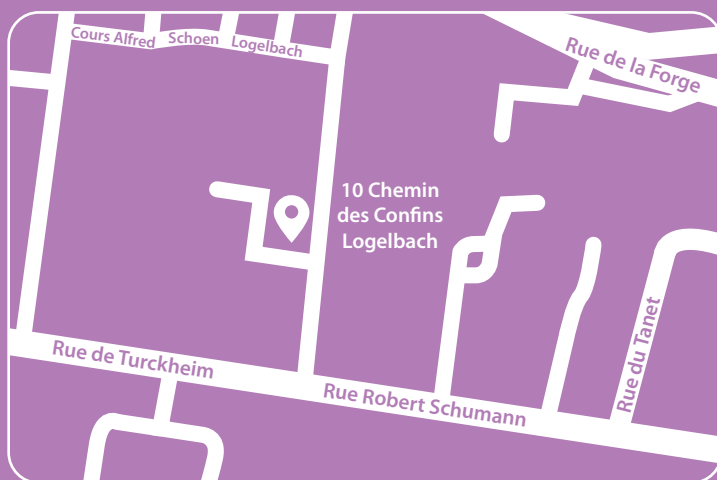 Cours Alfred Schoen Logelbach
Rue de la Forge
10 Chemin
des Confins
Logelbach
Rue de Turckheim
Rue Robert Schumann
Rue du Tanet